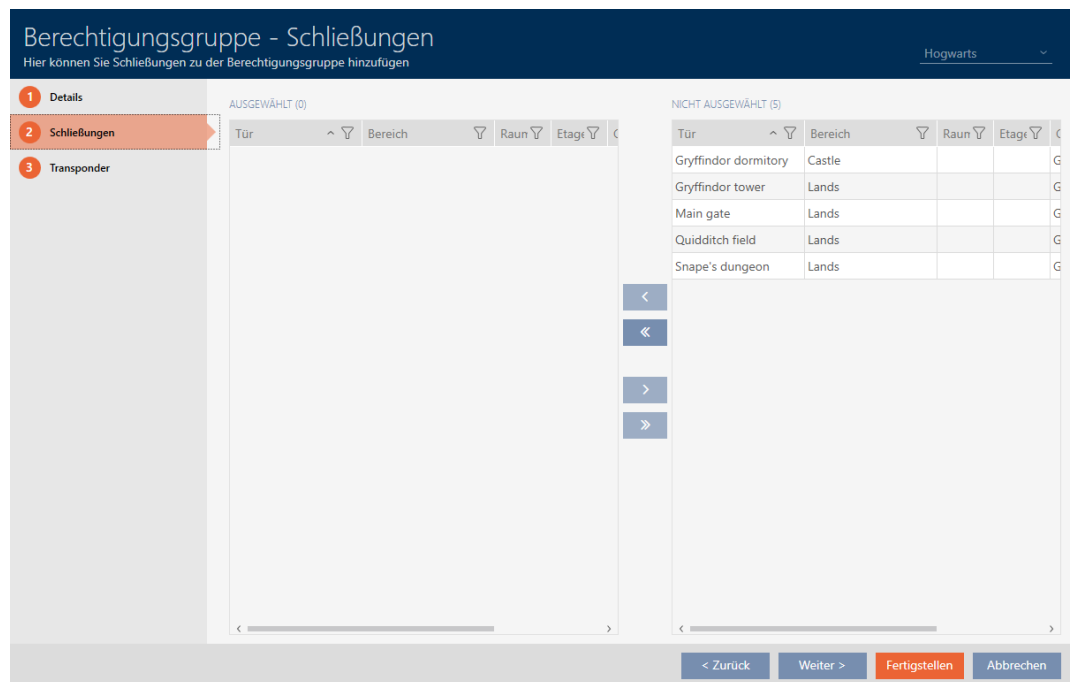 Berechtigungsgruppe - Schließungen
Hier können Sie Schließungen zu der Berechtigungsgruppe hinzufügen
Hogwarts
1 Details
2 Schließungen
3 Transponder
AUSGEWÄHLT (0)
Tür Bereich Raun Etage
NICHT AUSGEWÄHLT (5)
Tür Bereich Raun Etage
Gryffindor dormitory Castle G
Gryffindor tower Lands G
Main gate Lands G
Quidditch field Lands G
Snape's dungeon Lands G
< Zurück Weiter > Fertigstellen Abbrechen